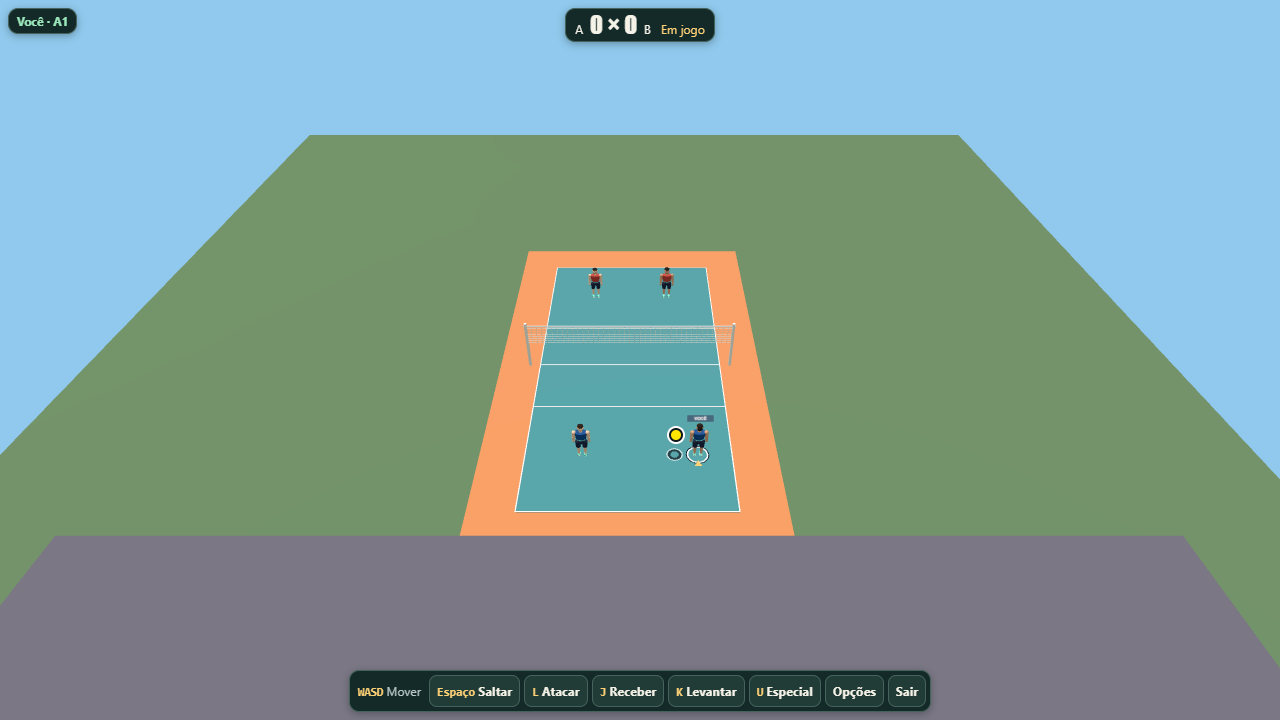 Você · A1
A 0 × 0 B Em jogo
VOCÊ
WASD Mover Espaço Saltar L Atacar J Receber K Levantar U Especial Opções Sair